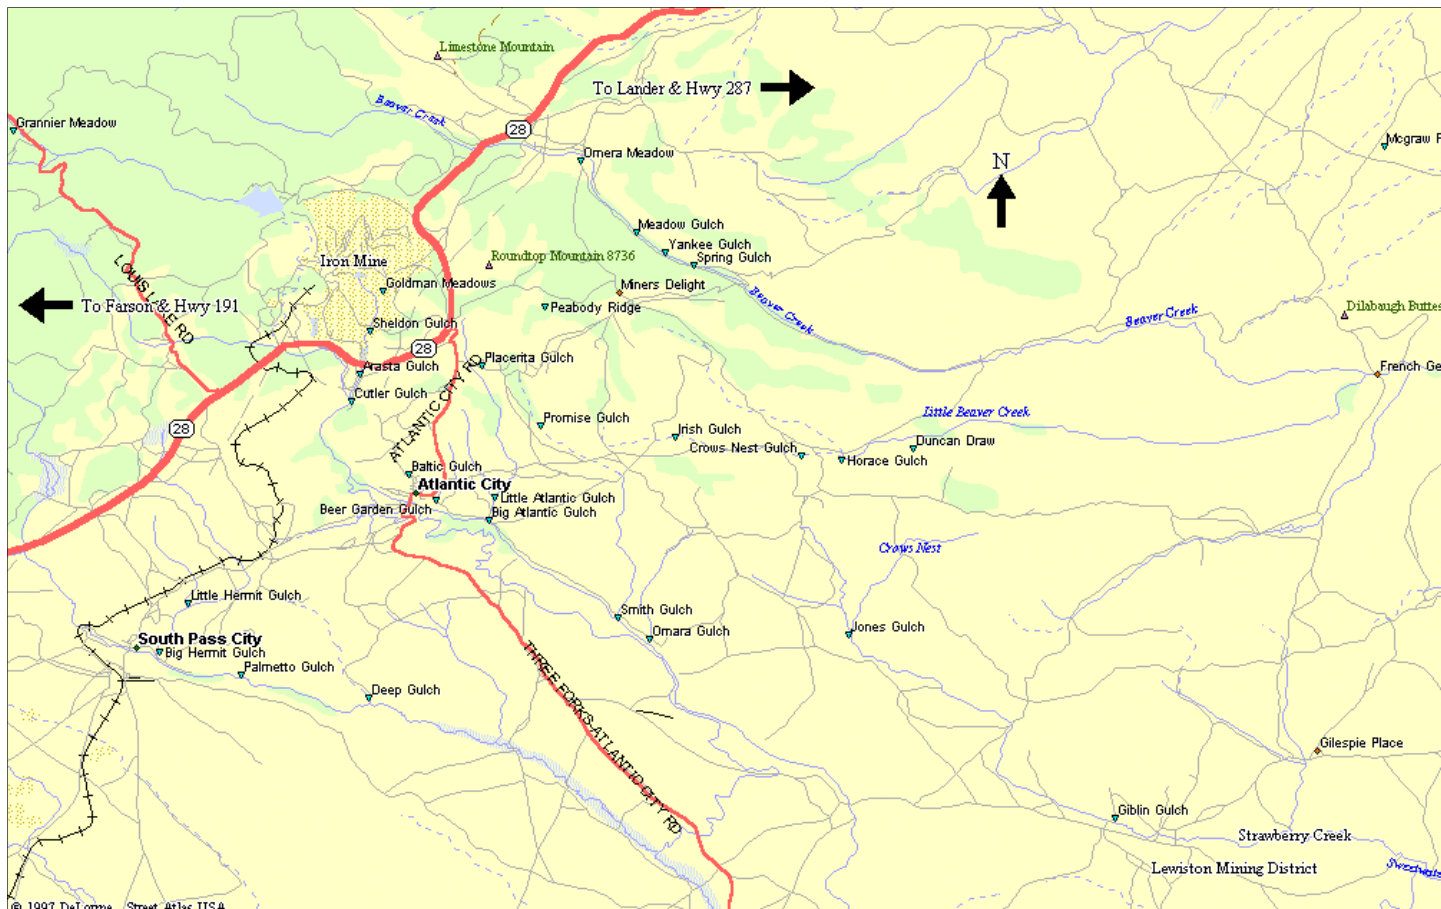 Limestone Mountain
To Lander & Hwy 287
Beaver Creek
Grannier Meadow
28
Omera Meadow
Mcgraw
N
Meadow Gulch
Yankee Gulch
Roundtop Mountain 8736
Spring Gulch
Iron Mine
Goldman Meadows
Miners Delight
To Farson & Hwy 191
LOUIS LAKE RD
Peabody Ridge
Beaver Creek
Beaver Creek
Dilabaugh Buttes
Sheldon Gulch
28
Placerita Gulch
Arasta Gulch
French Ge
Cutler Gulch
ATLANTIC CITY RD
Promise Gulch
Little Beaver Creek
28
Irish Gulch
Crows Nest Gulch
Duncan Draw
Horace Gulch
Baltic Gulch
Atlantic City
Little Atlantic Gulch
Beer Garden Gulch
Big Atlantic Gulch
Crows Nest
Little Hermit Gulch
Smith Gulch
Omara Gulch
Jones Gulch
South Pass City
Big Hermit Gulch
Palmetto Gulch
Deep Gulch
THREE FORKS-ATLANTIC CITY RD
Gilespie Place
Giblin Gulch
Strawberry Creek
Lewiston Mining District
Sweetwate
© 1997 DeLorme. Street Atlas USA